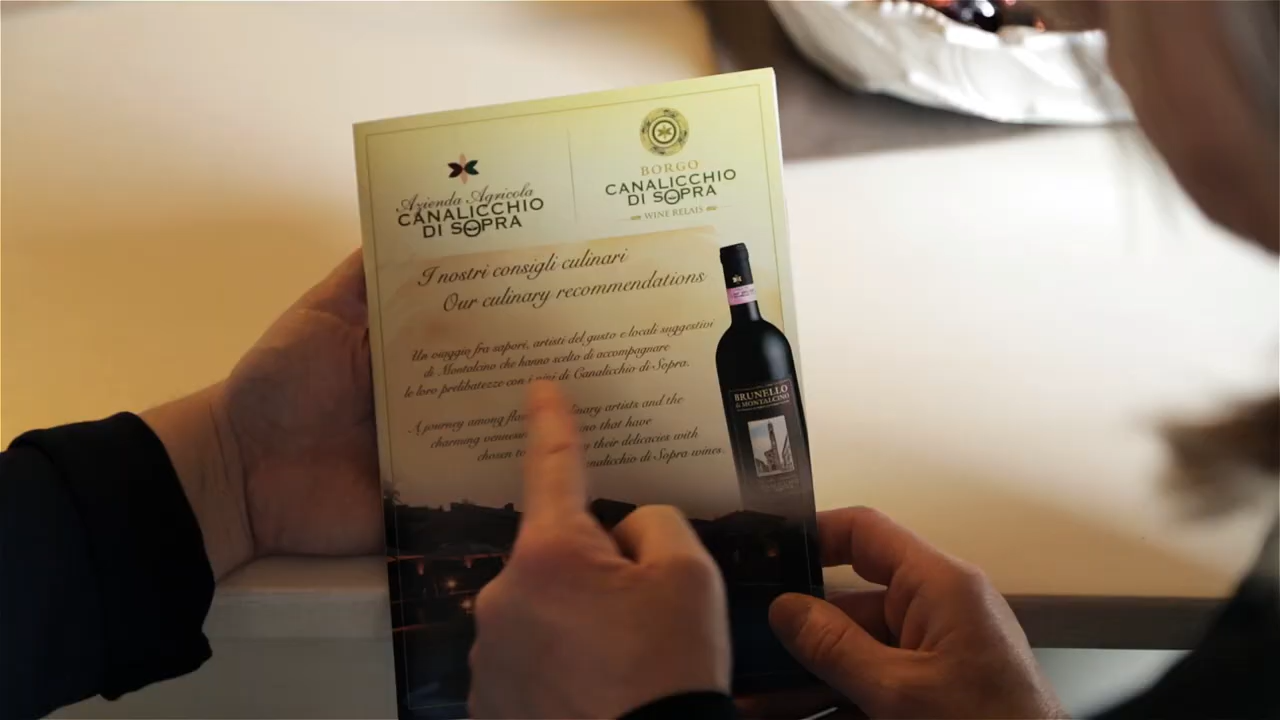 Azienda Agricola
CANALICCHIO
DI SOPRA
BORGO
CANALICCHIO
DI SOPRA
WINE RELAIS
I nostri consigli culinari
Our culinary recommendations
Un viaggio fra sapori, artisti del gusto e locali suggestivi
di Montalcino che hanno scelto di accompagnare
le loro prelibatezze con i vini di Canalicchio di Sopra.
A journey among and the
charming that have
chosen their delicacies with
Canalicchio di Sopra wines.
BRUNELLO
DI MONTALCINO